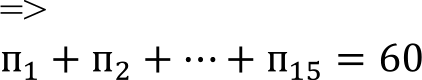 =>
п₁ + п₂ + ⋯ + п₁₅ = 60